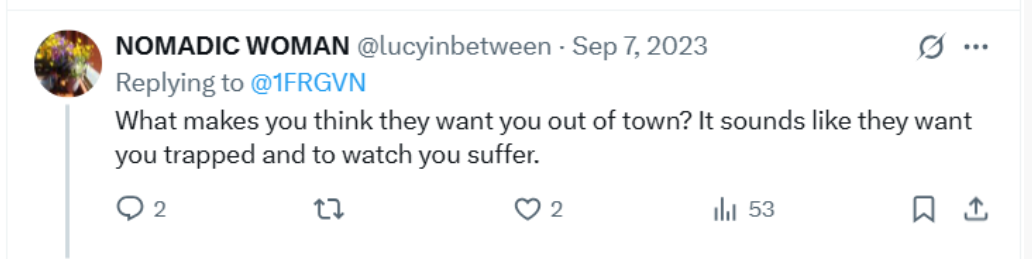 NOMADIC WOMAN @lucyinbetween · Sep 7, 2023
Replying to @1FRGVN
What makes you think they want you out of town? It sounds like they want
you trapped and to watch you suffer.
2 2 53